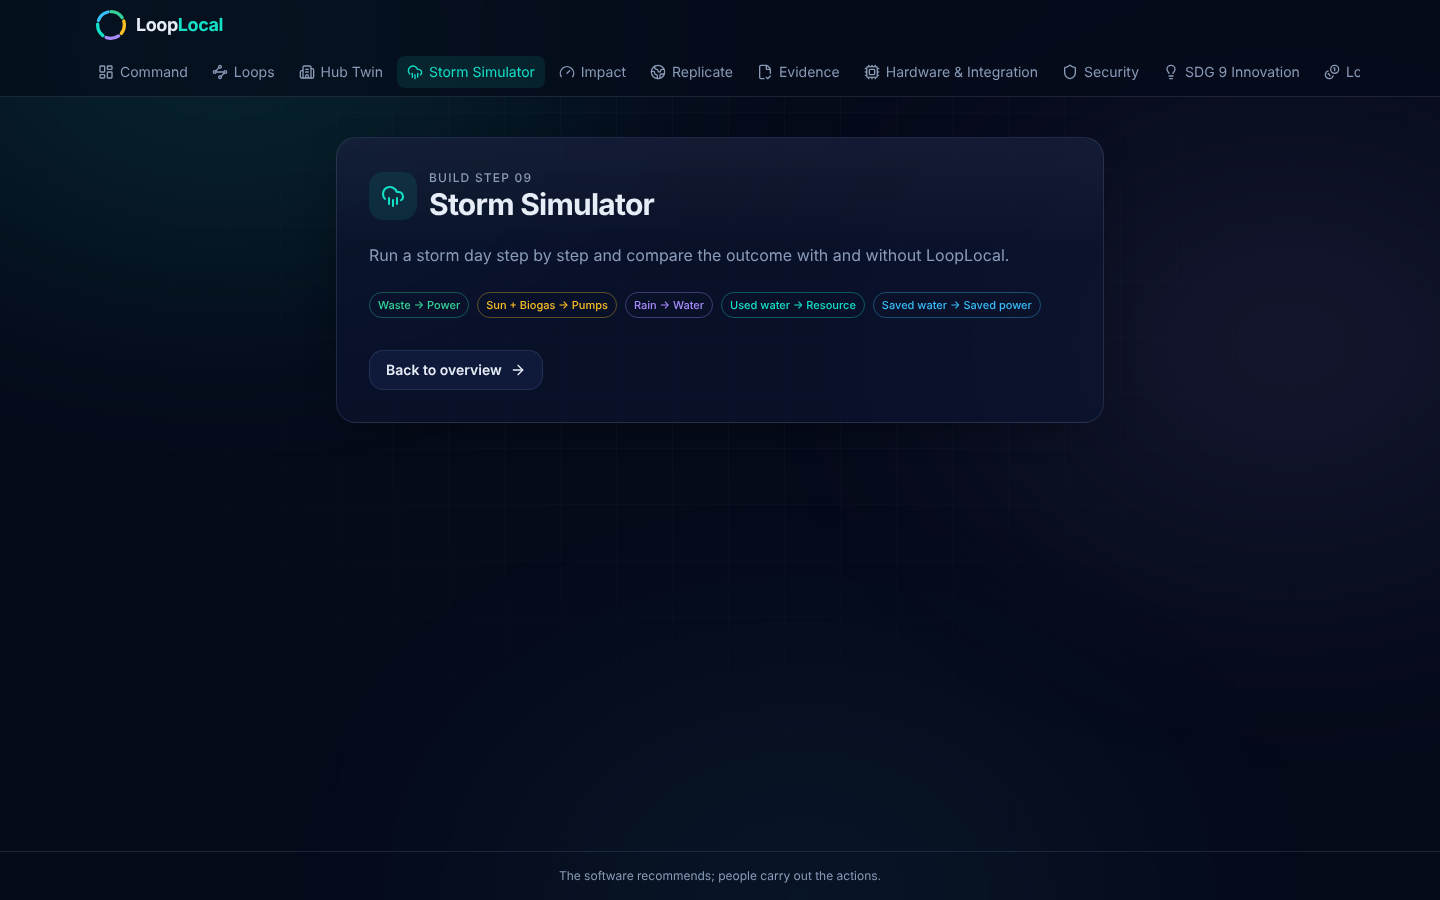 LoopLocal
Command Loops Hub Twin Storm Simulator Impact Replicate Evidence Hardware & Integration Security SDG 9 Innovation Lo
BUILD STEP 09
Storm Simulator
Run a storm day step by step and compare the outcome with and without LoopLocal.
Waste → Power Sun + Biogas → Pumps Rain → Water Used water → Resource Saved water → Saved power
Back to overview →
The software recommends; people carry out the actions.